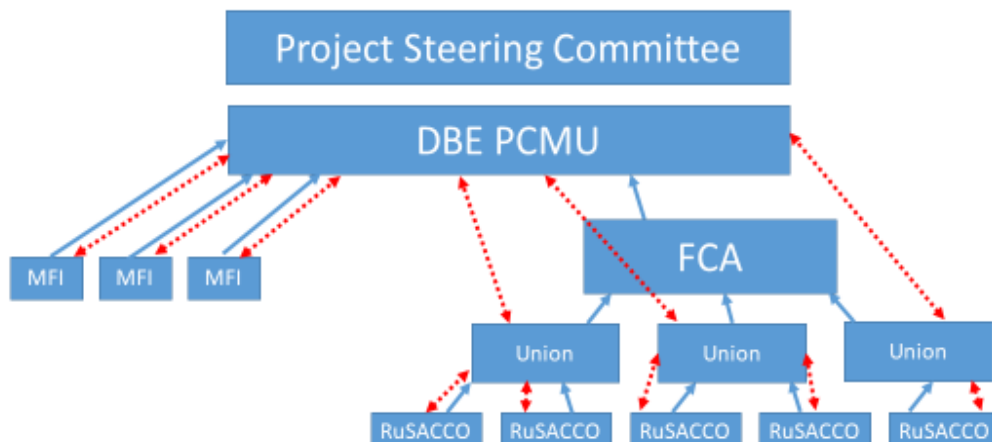 Project Steering Committee
DBE PCMU
FCA
MFI
MFI
MFI
Union
Union
Union
RuSACCO
RuSACCO
RuSACCO
RuSACCO
RuSACCO